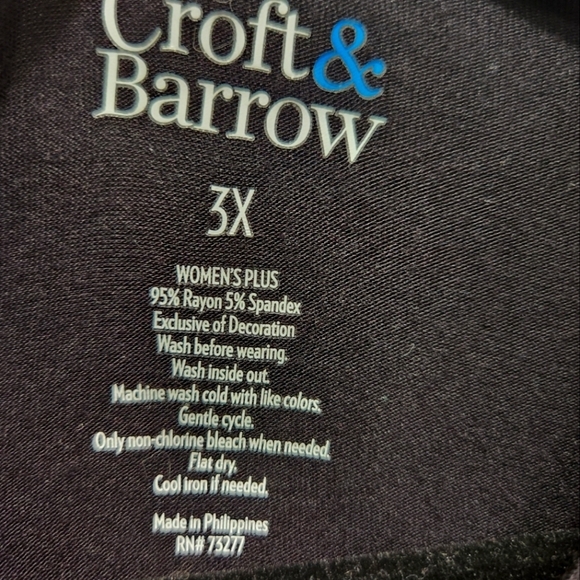 Croft &
Barrow
3X
WOMEN'S PLUS
95% Rayon 5% Spandex
Exclusive of Decoration
Wash before wearing.
Wash inside out.
Machine wash cold with like colors.
Gentle cycle.
Only non-chlorine bleach when needed.
Flat dry.
Cool iron if needed.
Made in Philippines
RN# 73277